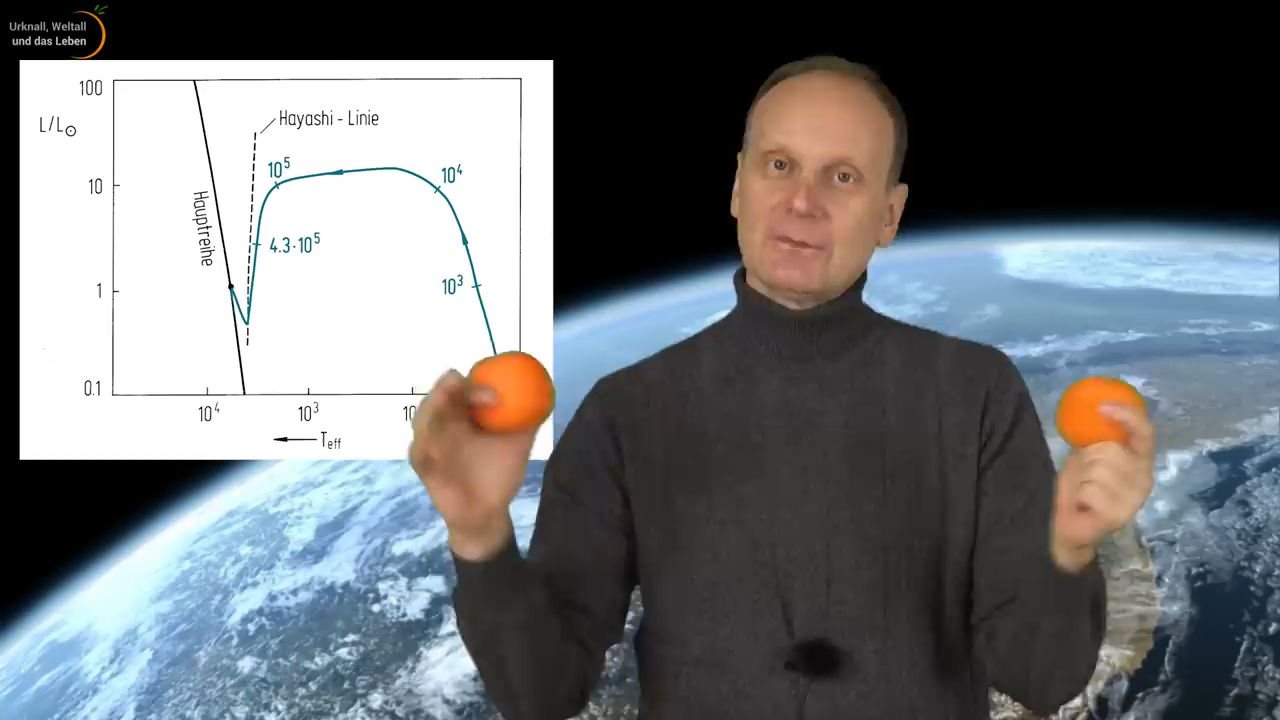 Urknall, Weltall
und das Leben
100
L/L☉
Hayashi - Linie
10⁵
10⁴
10
Hauptreihe
4.3·10⁵
10³
1
0.1
10⁴
10³
T eff